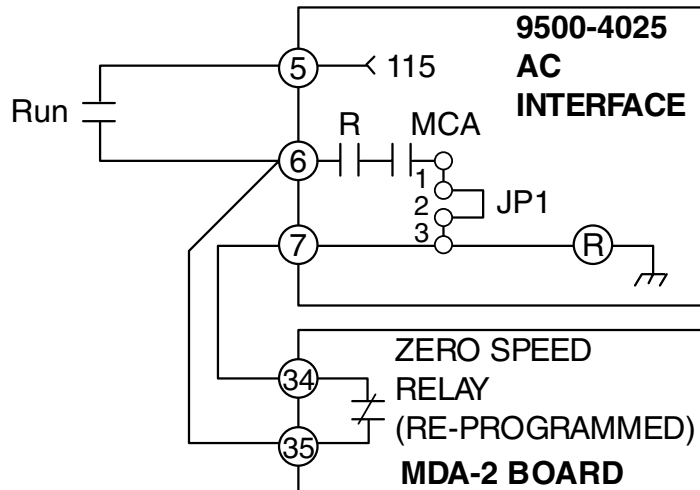 9500-4025
AC
INTERFACE
5
115
Run
R
MCA
6
1
2
JP1
3
7
R
34
ZERO SPEED
RELAY
(RE-PROGRAMMED)
35
MDA-2 BOARD